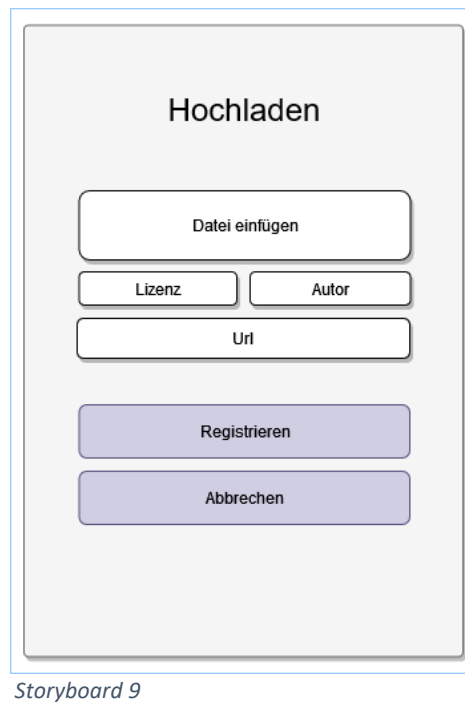 Hochladen
Datei einfügen
Lizenz Autor
Url
Registrieren
Abbrechen
Storyboard 9